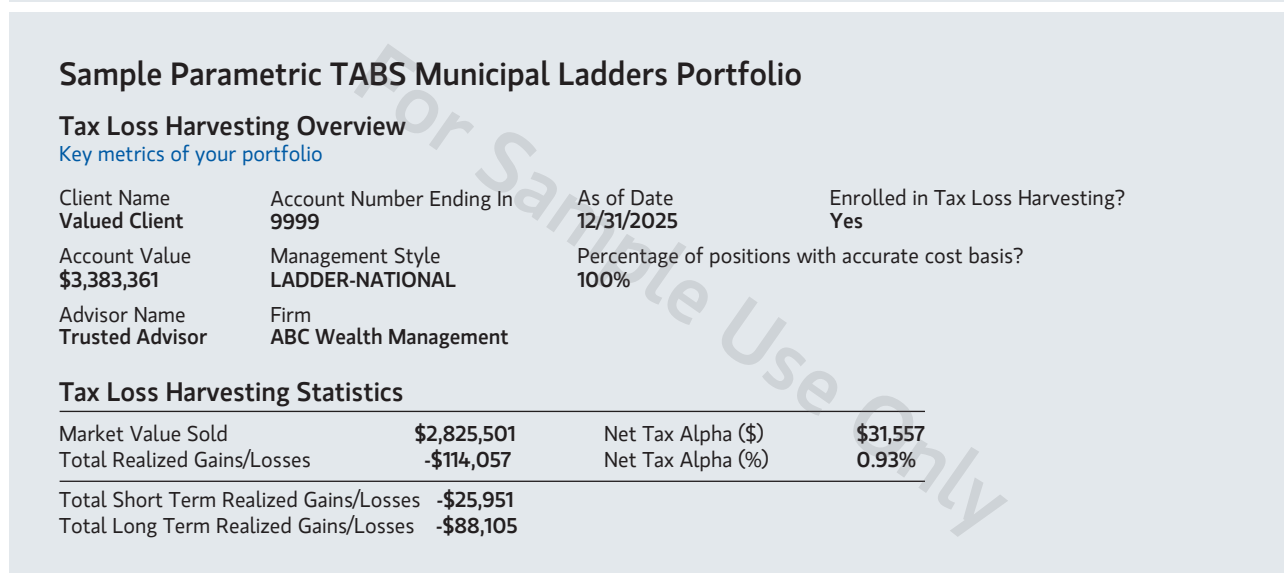 Sample Parametric TABS Municipal Ladders Portfolio
Tax Loss Harvesting Overview
Key metrics of your portfolio
Client Name Account Number Ending In As of Date Enrolled in Tax Loss Harvesting?
Valued Client 9999 12/31/2025 Yes
Account Value Management Style Percentage of positions with accurate cost basis?
$3,383,361 LADDER-NATIONAL 100%
Advisor Name Firm
Trusted Advisor ABC Wealth Management
Tax Loss Harvesting Statistics
Market Value Sold $2,825,501 Net Tax Alpha ($) $31,557
Total Realized Gains/Losses -$114,057 Net Tax Alpha (%) 0.93%
Total Short Term Realized Gains/Losses -$25,951
Total Long Term Realized Gains/Losses -$88,105
For Sample Use Only